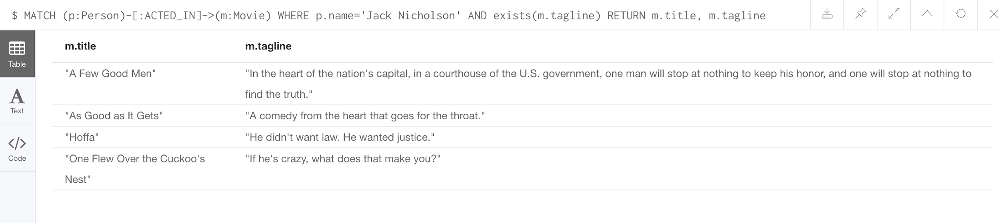 $ MATCH (p:Person)-[:ACTED_IN]->(m:Movie) WHERE p.name='Jack Nicholson' AND exists(m.tagline) RETURN m.title, m.tagline
Table
Text
Code
m.title m.tagline
"A Few Good Men" "In the heart of the nation's capital, in a courthouse of the U.S. government, one man will stop at nothing to keep his honor, and one will stop at nothing to
find the truth."
"As Good as It Gets" "A comedy from the heart that goes for the throat."
"Hoffa" "He didn't want law. He wanted justice."
"One Flew Over the Cuckoo's "If he's crazy, what does that make you?"
Nest"